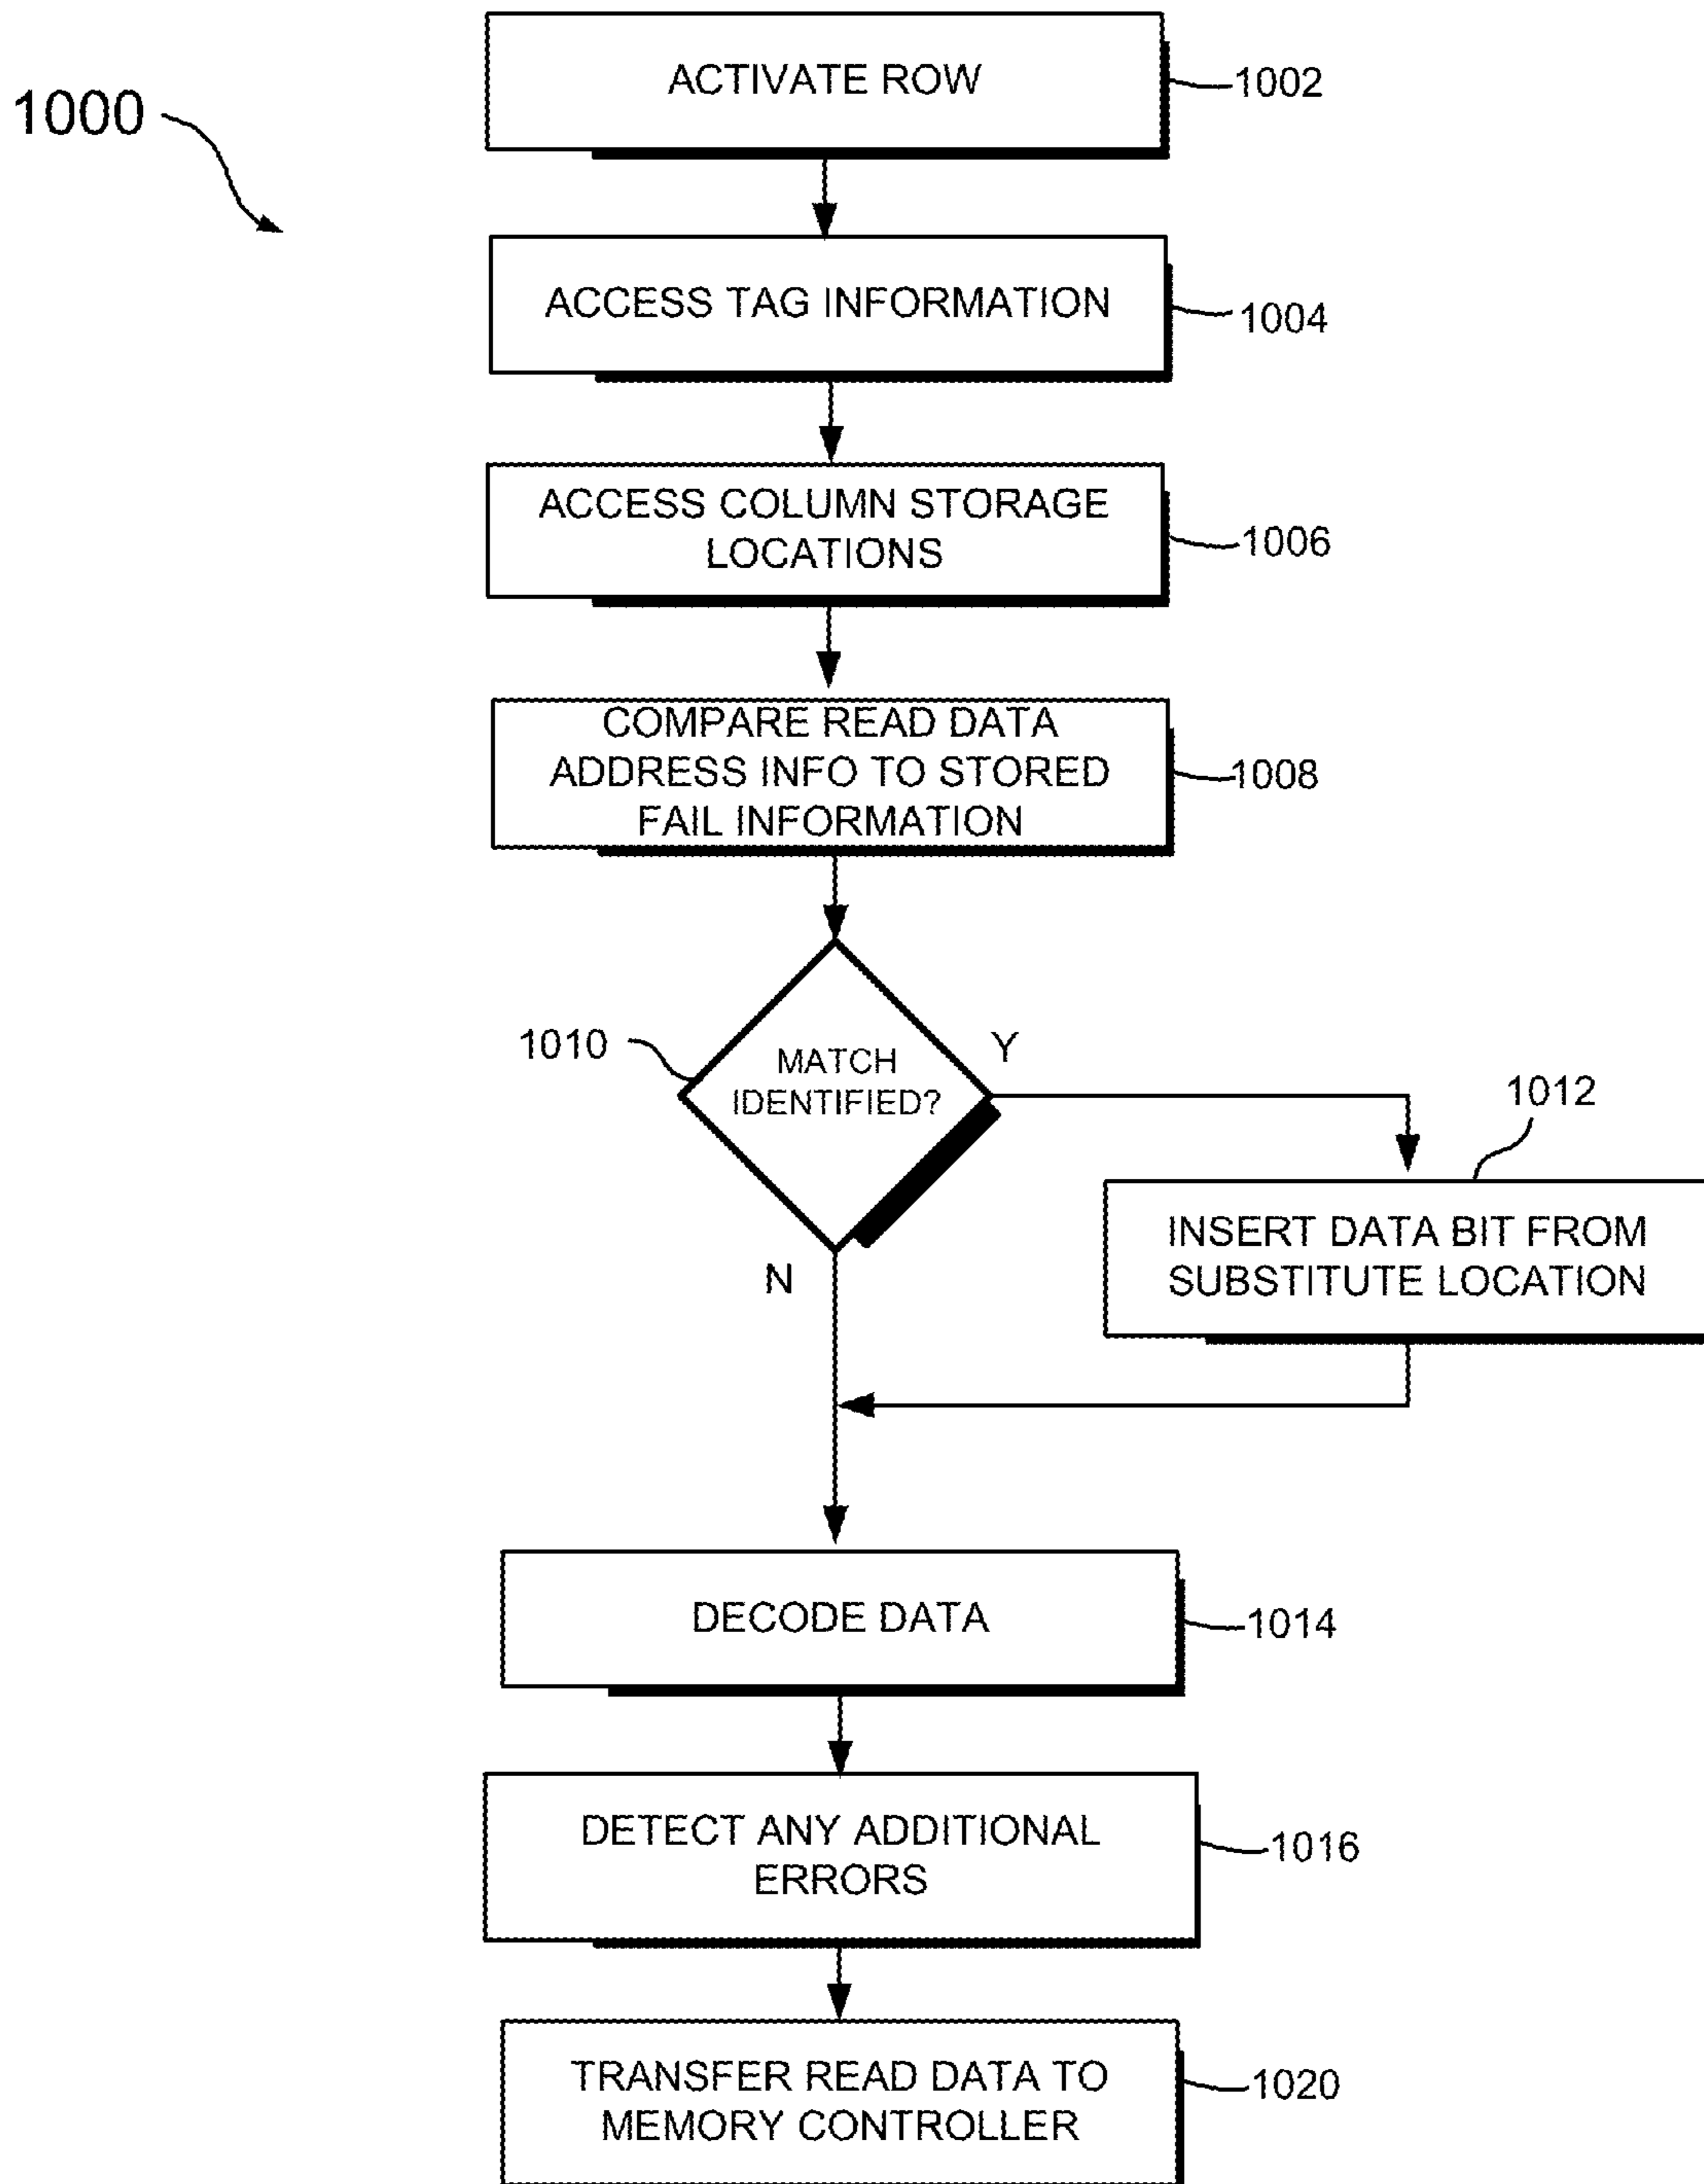 ACTIVATE ROW
1002
1000
ACCESS TAG INFORMATION
1004
ACCESS COLUMN STORAGE
LOCATIONS
1006
COMPARE READ DATA
ADDRESS INFO TO STORED
FAIL INFORMATION
1008
1010
MATCH
IDENTIFIED?
Y
N
1012
INSERT DATA BIT FROM
SUBSTITUTE LOCATION
DECODE DATA
1014
DETECT ANY ADDITIONAL
ERRORS
1016
TRANSFER READ DATA TO
MEMORY CONTROLLER
1020